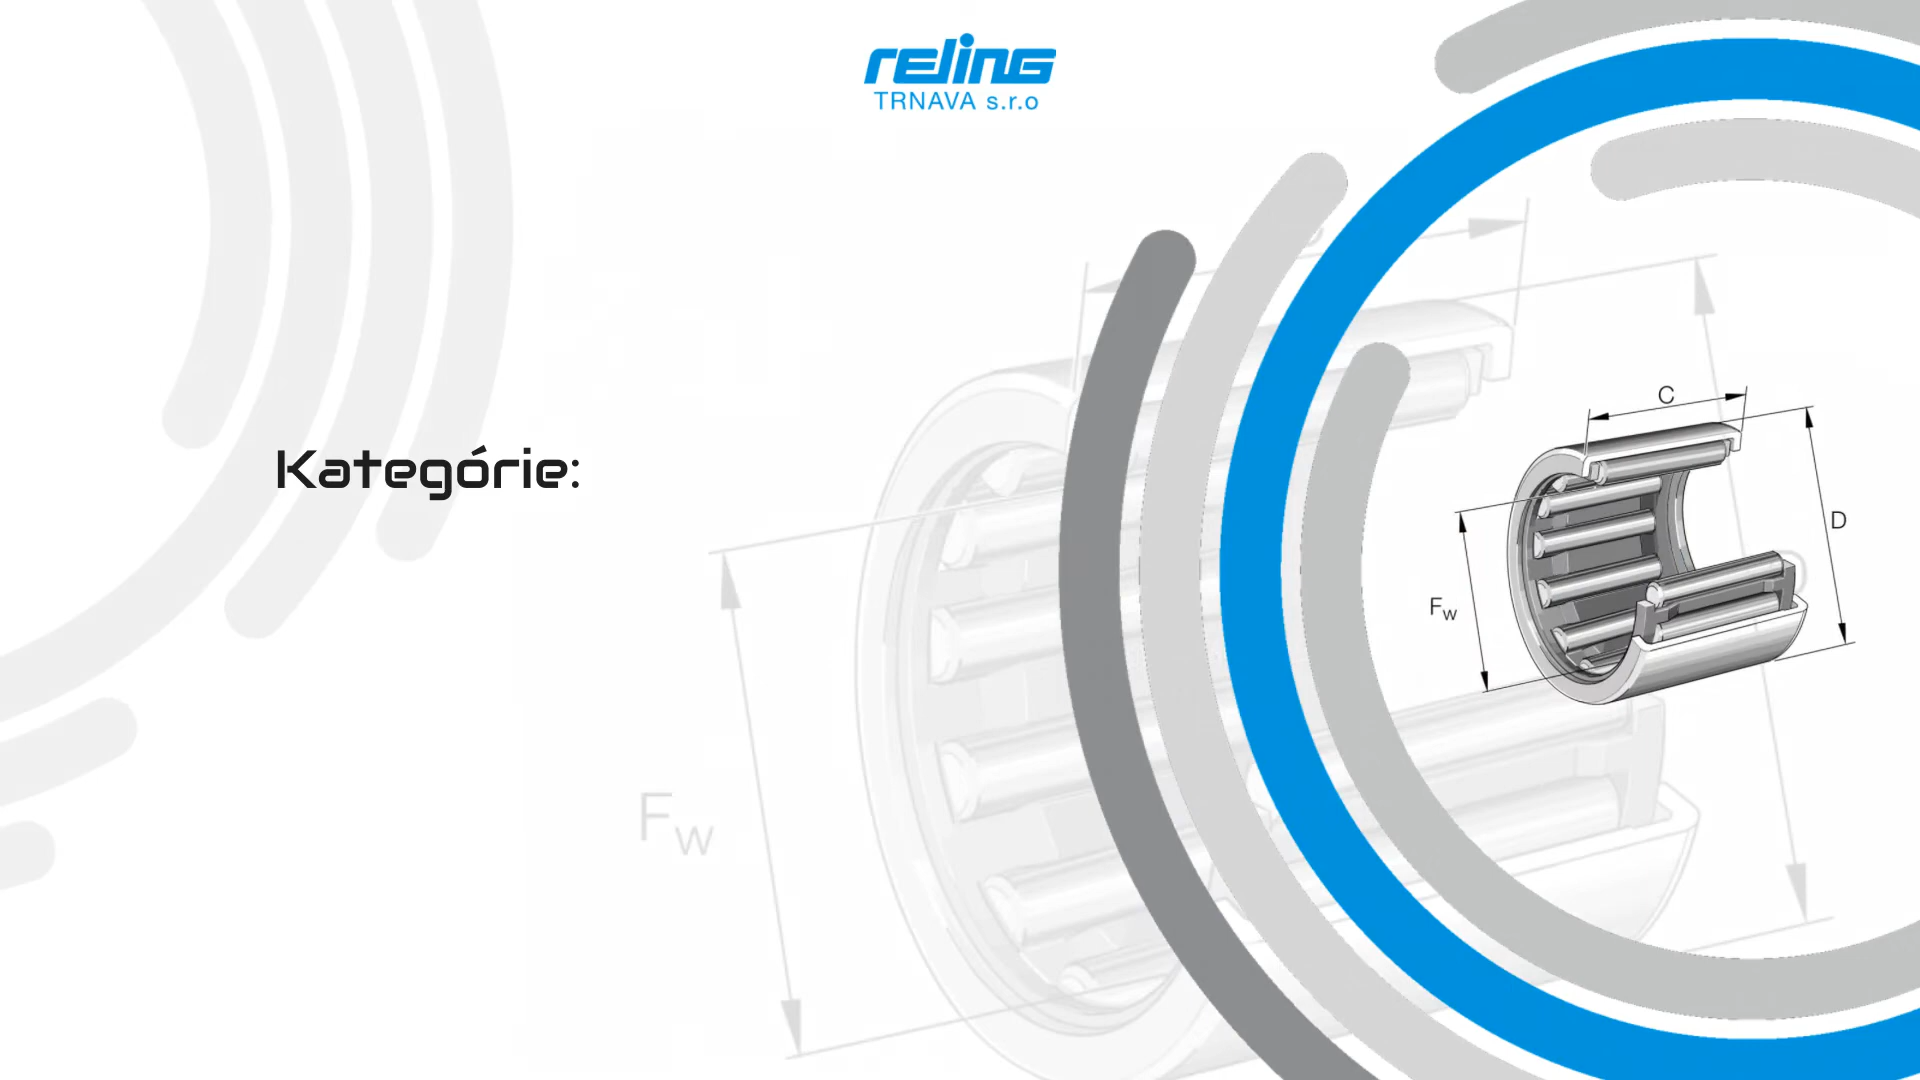 reling
TRNAVA s.r.o
Kategórie:
C
D
Fw
Fw